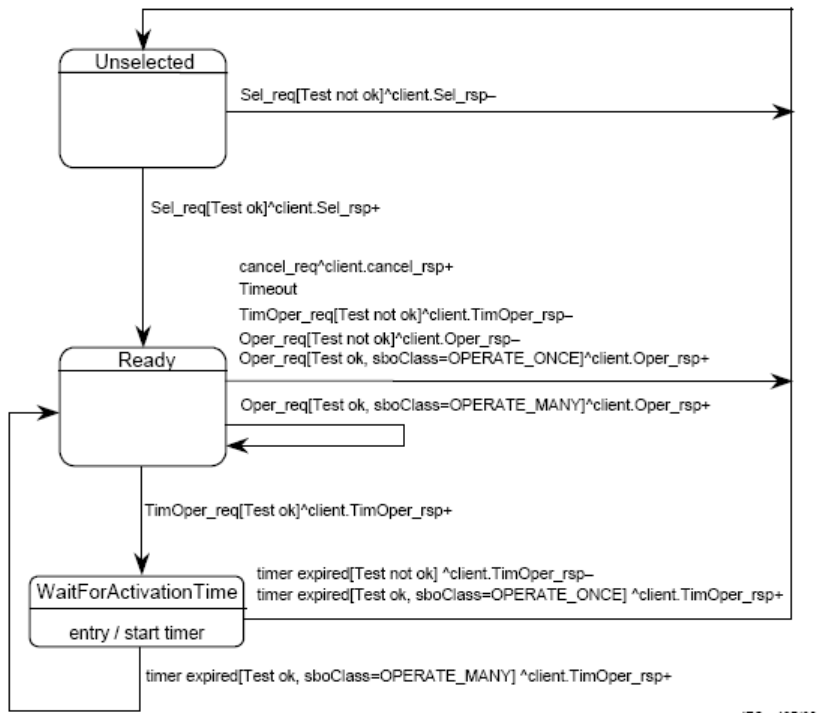 Unselected
Sel_req[Test not ok]^client.Sel_rsp–
Sel_req[Test ok]^client.Sel_rsp+
cancel_req^client.cancel_rsp+
Timeout
TimOper_req[Test not ok]^client.TimOper_rsp–
Oper_req[Test not ok]^client.Oper_rsp–
Oper_req[Test ok, sboClass=OPERATE_ONCE]^client.Oper_rsp+
Ready
Oper_req[Test ok, sboClass=OPERATE_MANY]^client.Oper_rsp+
TimOper_req[Test ok]^client.TimOper_rsp+
WaitForActivationTime
entry / start timer
timer expired[Test not ok] ^client.TimOper_rsp–
timer expired[Test ok, sboClass=OPERATE_ONCE] ^client.TimOper_rsp+
timer expired[Test ok, sboClass=OPERATE_MANY] ^client.TimOper_rsp+